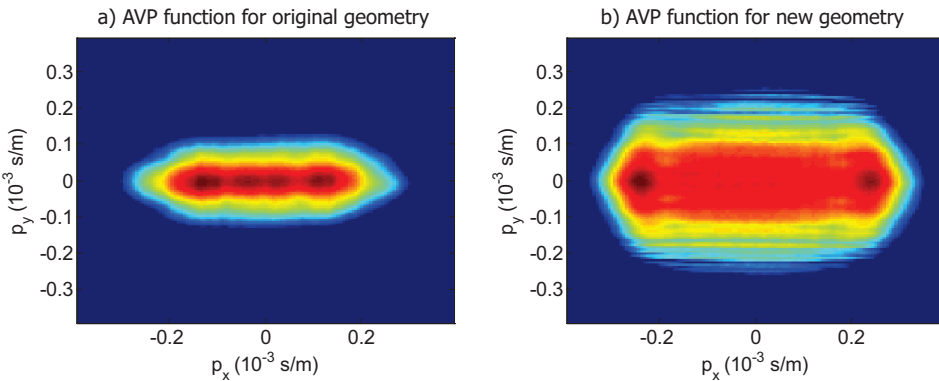 a) AVP function for original geometry
0.3
0.2
0.1
0
-0.1
-0.2
-0.3
p_y (10^-3 s/m)
-0.2 0 0.2
p_x (10^-3 s/m)
b) AVP function for new geometry
0.3
0.2
0.1
0
-0.1
-0.2
-0.3
p_y (10^-3 s/m)
-0.2 0 0.2
p_x (10^-3 s/m)